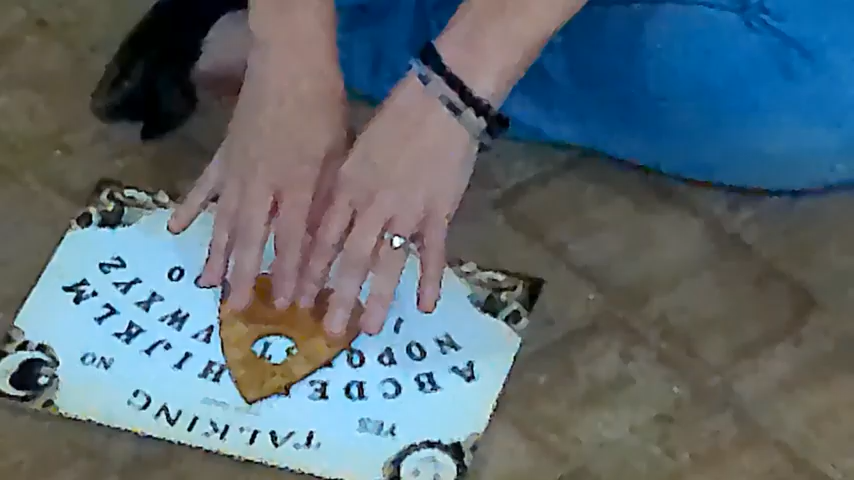 TALKING
YES NO
ABCDE HIJKLM
NOPQ VWXYZ
1 0